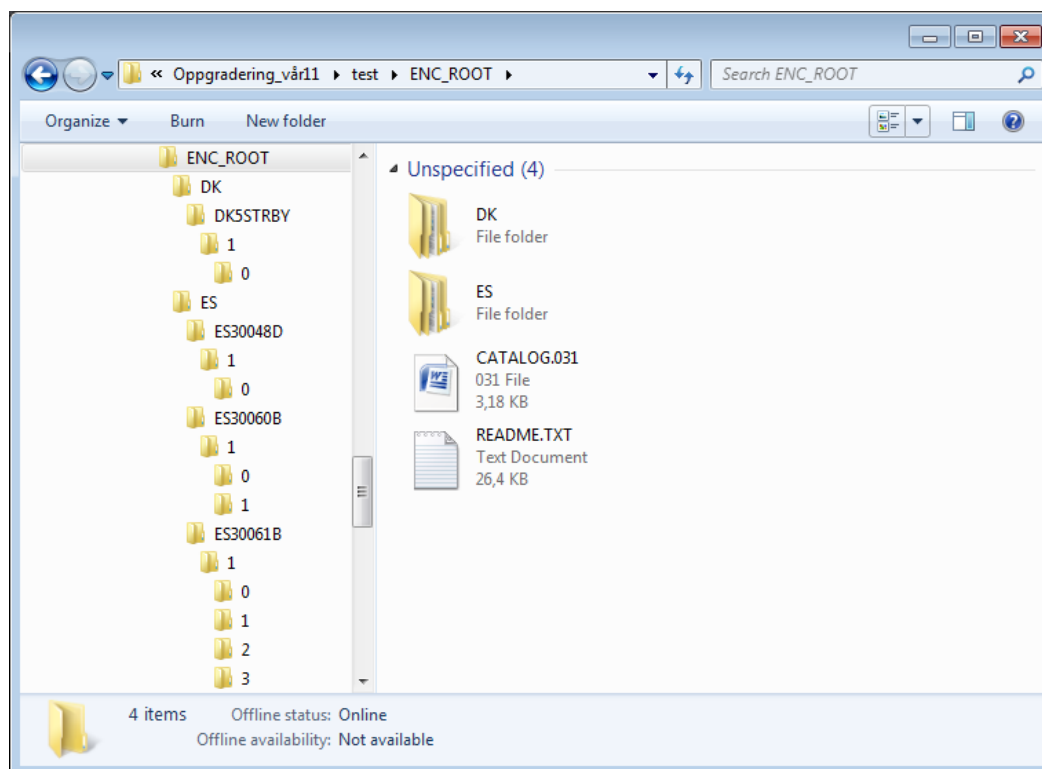 « Oppgradering_vår11 ▸ test ▸ ENC_ROOT ▸
Search ENC_ROOT
Organize Burn New folder
ENC_ROOT
DK
DK5STRBY
1
0
ES
ES30048D
1
0
ES30060B
1
0
1
ES30061B
1
0
1
2
3
Unspecified (4)
DK
File folder
ES
File folder
CATALOG.031
031 File
3,18 KB
README.TXT
Text Document
26,4 KB
4 items Offline status: Online
Offline availability: Not available